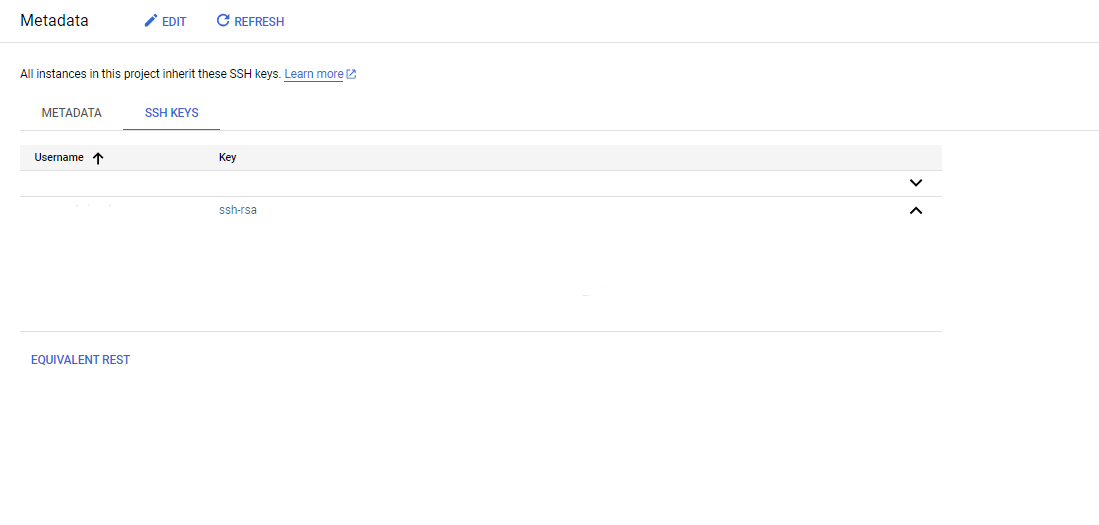 Metadata EDIT REFRESH
All instances in this project inherit these SSH keys. Learn more
METADATA SSH KEYS
Username Key
ssh-rsa
EQUIVALENT REST